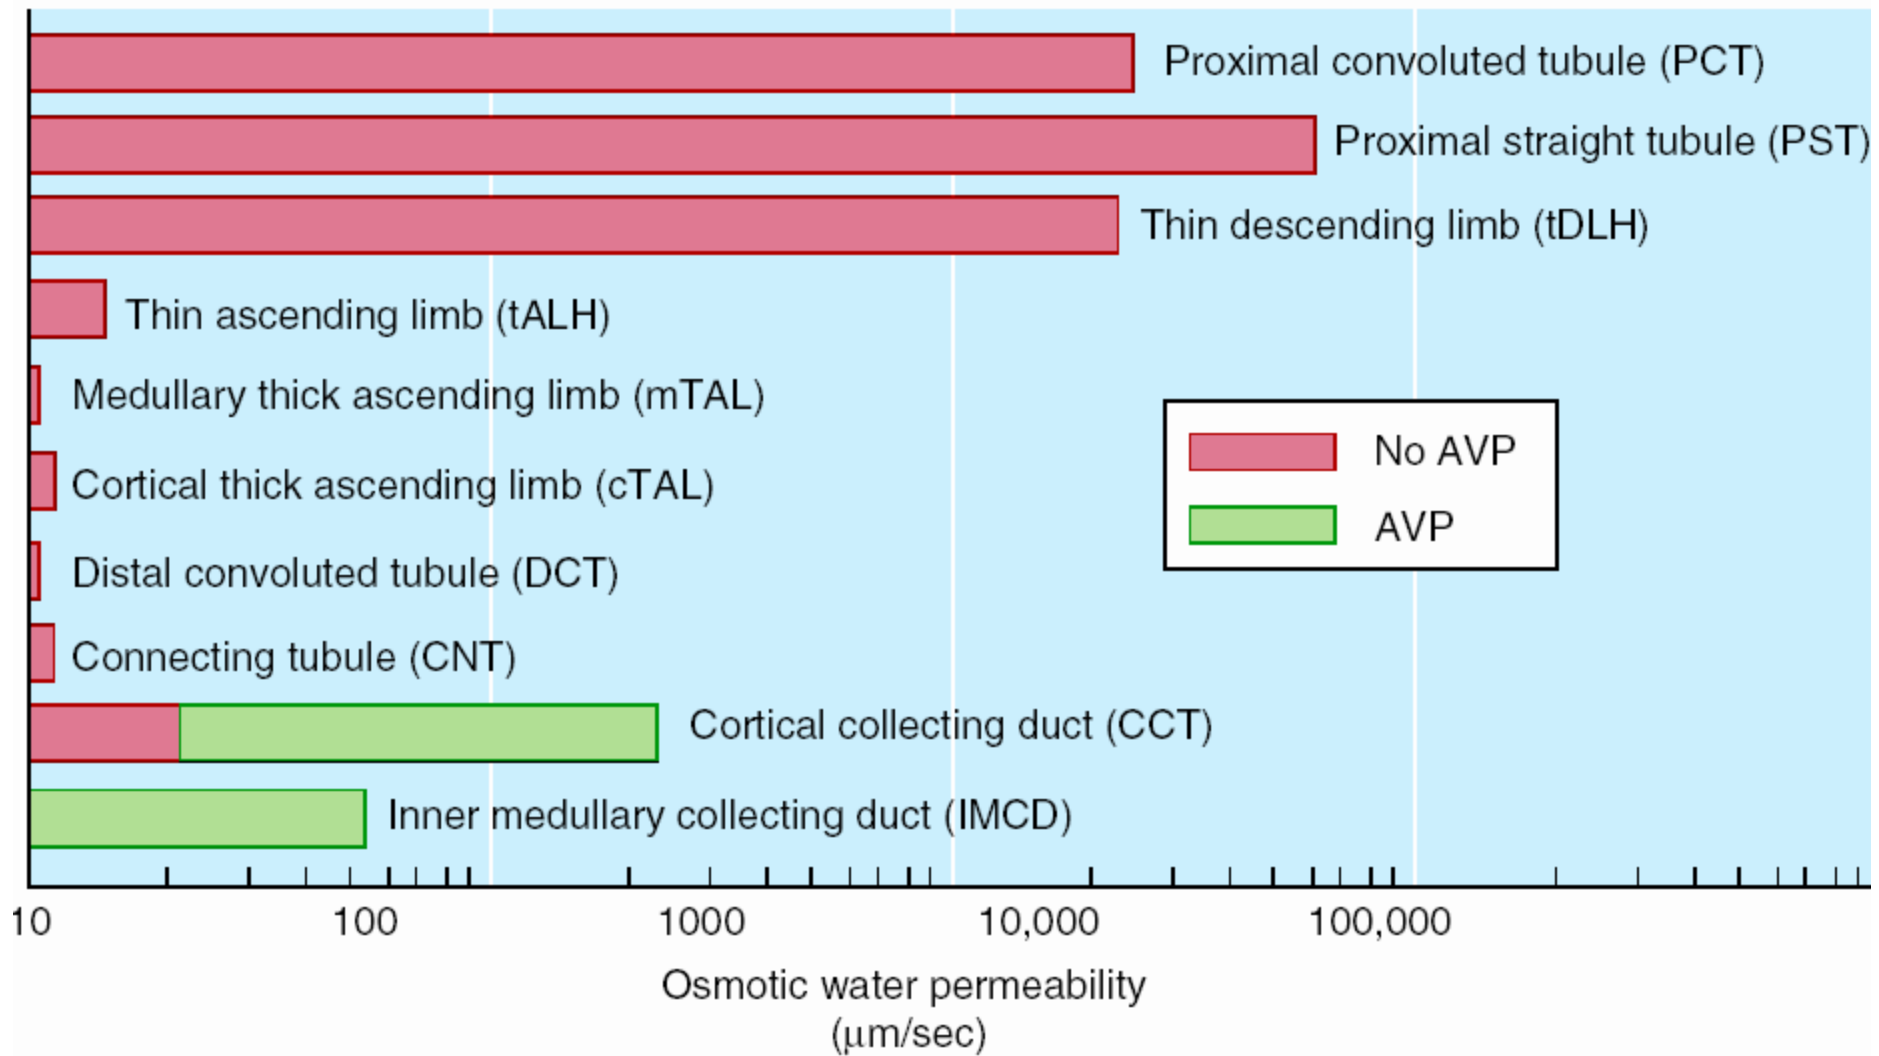 Proximal convoluted tubule (PCT)
Proximal straight tubule (PST)
Thin descending limb (tDLH)
Thin ascending limb (tALH)
Medullary thick ascending limb (mTAL)
Cortical thick ascending limb (cTAL)
Distal convoluted tubule (DCT)
Connecting tubule (CNT)
Cortical collecting duct (CCT)
Inner medullary collecting duct (IMCD)
No AVP
AVP
10 100 1000 10,000 100,000
Osmotic water permeability
(μm/sec)